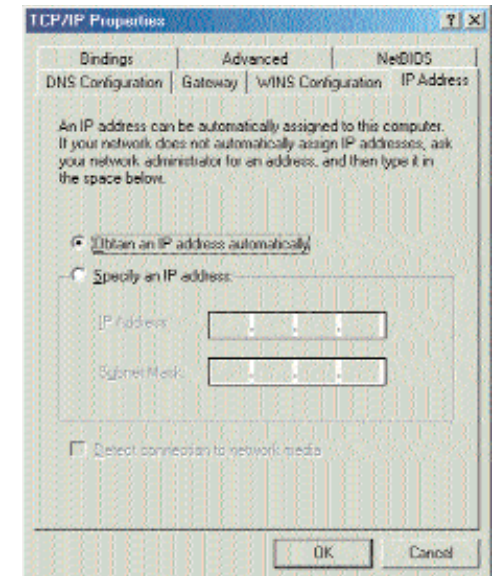 TCP/IP Properties
? X
Bindings Advanced NetBIOS
DNS Configuration Gateway WINS Configuration IP Address
An IP address can be automatically assigned to this computer.
If your network does not automatically assign IP addresses, ask
your network administrator for an address, and then type it in
the space below.
Obtain an IP address automatically
Specify an IP address:
IP Address:
Subnet Mask:
Detect connection to network media
OK Cancel